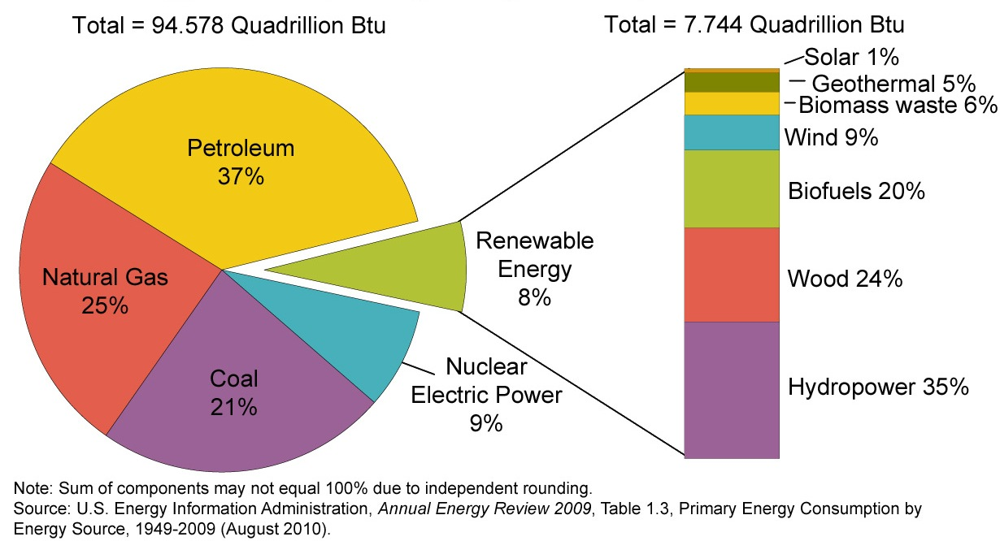 Total = 94.578 Quadrillion Btu
Total = 7.744 Quadrillion Btu
Petroleum
37%
Natural Gas
25%
Coal
21%
Nuclear
Electric Power
9%
Renewable
Energy
8%
Solar 1%
Geothermal 5%
Biomass waste 6%
Wind 9%
Biofuels 20%
Wood 24%
Hydropower 35%
Note: Sum of components may not equal 100% due to independent rounding.
Source: U.S. Energy Information Administration, Annual Energy Review 2009, Table 1.3, Primary Energy Consumption by
Energy Source, 1949-2009 (August 2010).